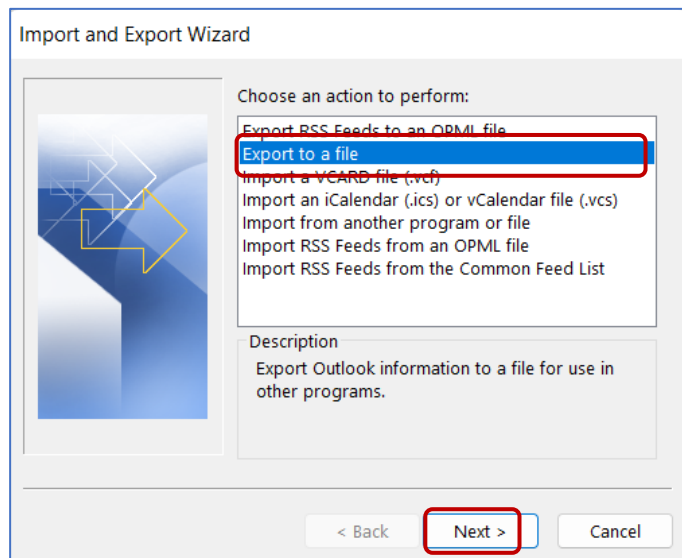 Import and Export Wizard
Choose an action to perform:
Export RSS Feeds to an OPML file
Export to a file
Import a VCARD file (.vcf)
Import an iCalendar (.ics) or vCalendar file (.vcs)
Import from another program or file
Import RSS Feeds from an OPML file
Import RSS Feeds from the Common Feed List
Description
Export Outlook information to a file for use in
other programs.
< Back Next > Cancel